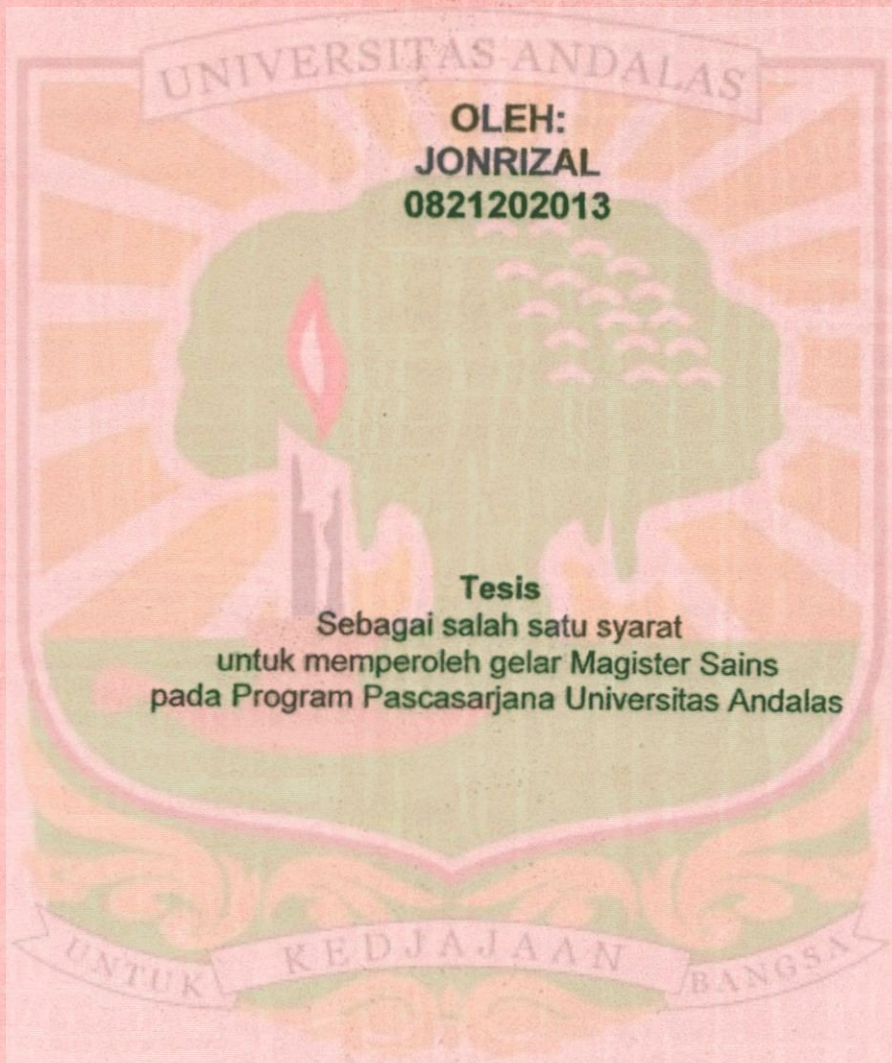 UNIVERSITAS ANDALAS
OLEH:
JONRIZAL
0821202013
Tesis
Sebagai salah satu syarat
untuk memperoleh gelar Magister Sains
pada Program Pascasarjana Universitas Andalas
UNTUK KEDJAJAAN BANGSA